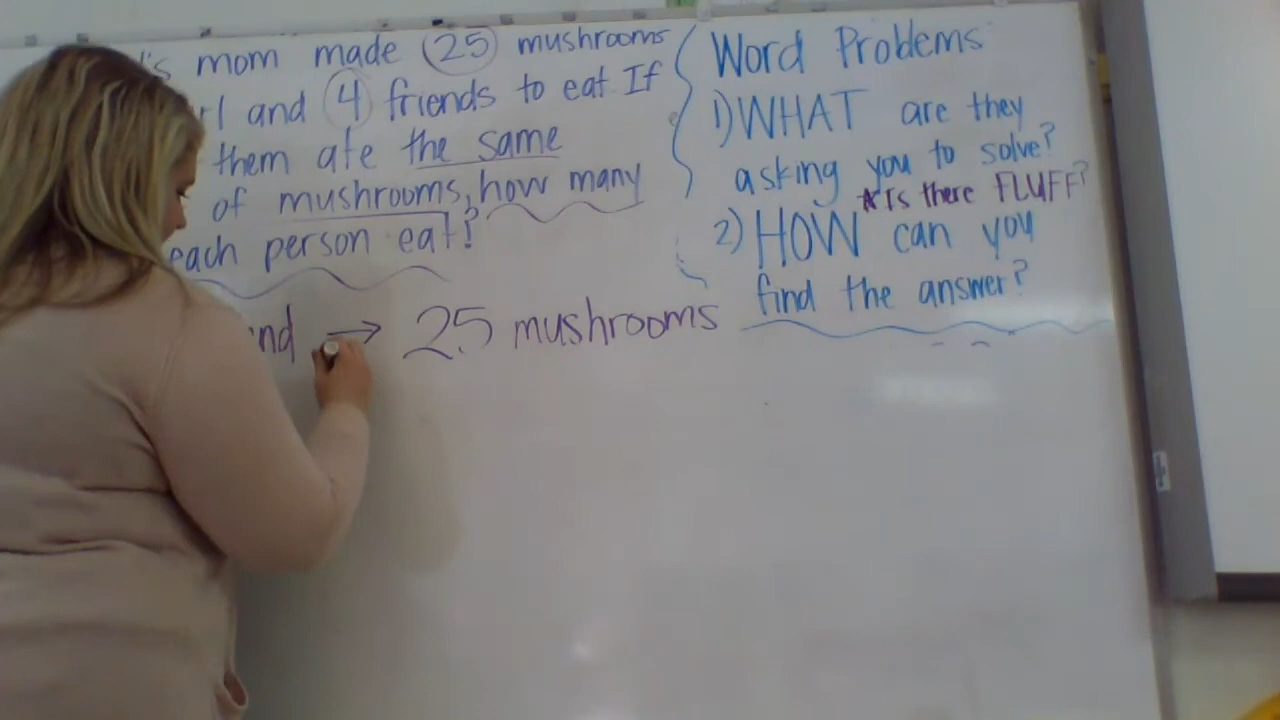 's mom made 25 mushrooms
rl and 4 friends to eat If
them ate the same
of mushrooms, how many
each person eat?
nd → 25 mushrooms
Word Problems
1) WHAT are they
asking you to solve?
*Is there FLUFF?
2) HOW can you
find the answer?